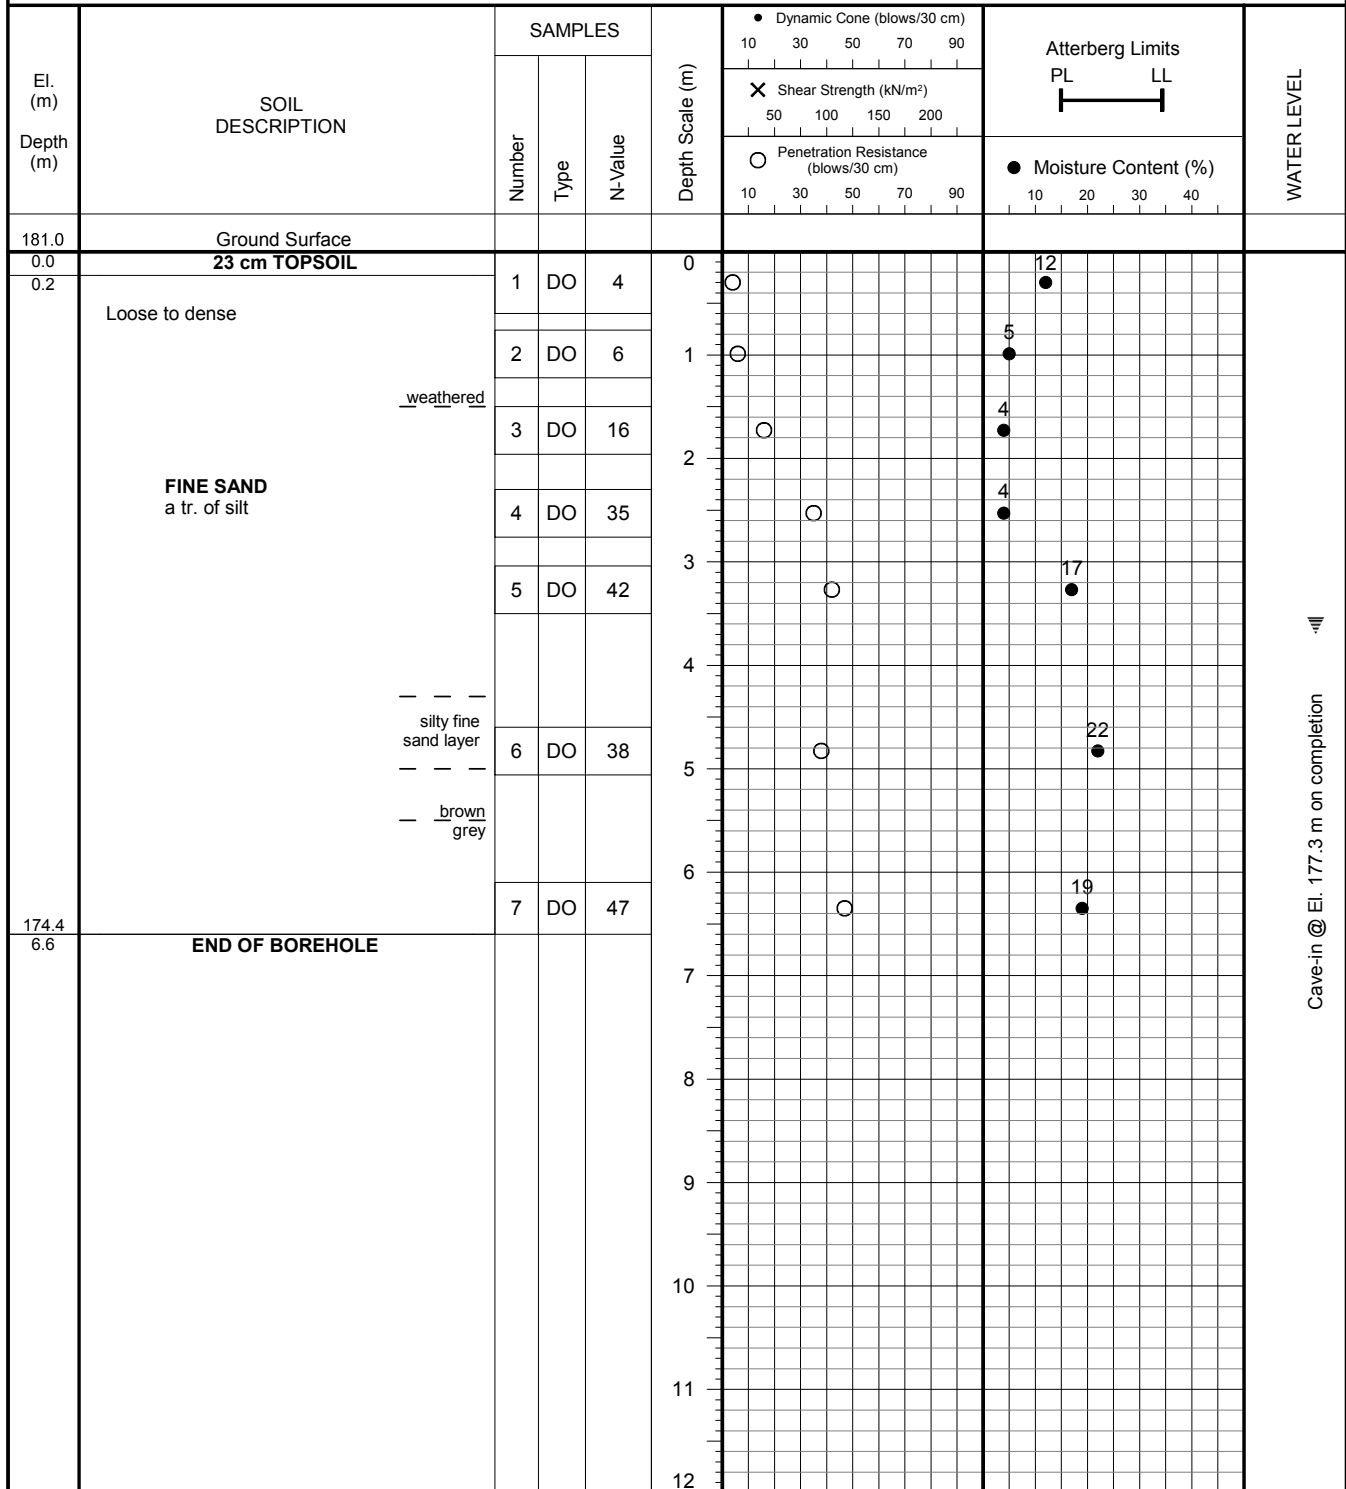 El.
(m)
Depth
(m)
SOIL
DESCRIPTION
SAMPLES
Number
Type
N-Value
Depth Scale (m)
● Dynamic Cone (blows/30 cm)
10 30 50 70 90
X Shear Strength (kN/m²)
50 100 150 200
O Penetration Resistance
(blows/30 cm)
10 30 50 70 90
Atterberg Limits
PL LL
● Moisture Content (%)
10 20 30 40
WATER LEVEL
181.0 Ground Surface
0.0 23 cm TOPSOIL 0
0.2 1 DO 4 12
Loose to dense
2 DO 6 1 5
weathered
3 DO 16 4
2
FINE SAND
a tr. of silt
4 DO 35 4
3
5 DO 42 17
4
silty fine
sand layer
6 DO 38 22
5
brown
grey
6
7 DO 47 19
174.4
6.6 END OF BOREHOLE
7
8
9
10
11
12
Cave-in @ El. 177.3 m on completion